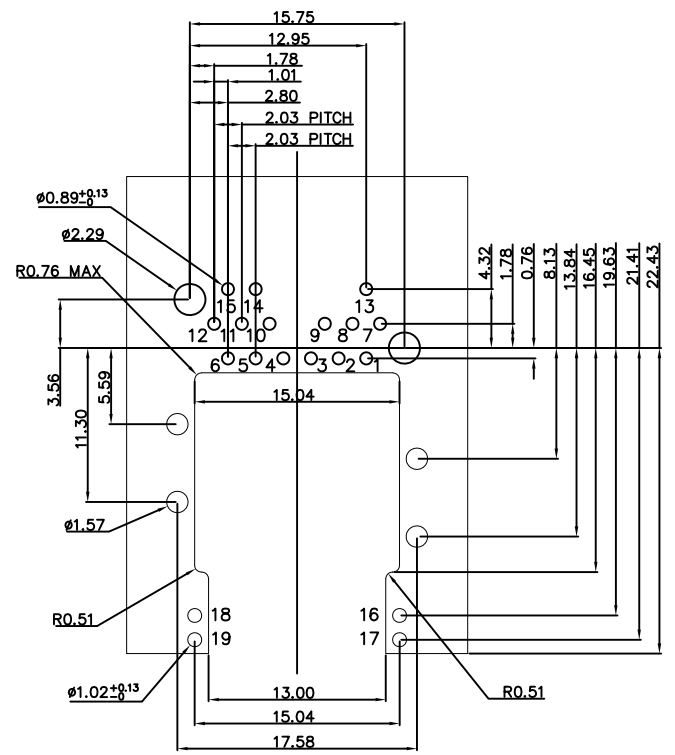 15.75
12.95
1.78
1.01
2.80
2.03 PITCH
2.03 PITCH
ø0.89+0.13 -0
ø2.29
R0.76 MAX
4.32
1.78
0.76
8.13
13.84
16.45
19.63
21.41
22.43
15 14 13
12 11 10 9 8 7
6 5 4 3 2 1
15.04
3.56
5.59
11.30
ø1.57
R0.51
18 16
19 17
ø1.02+0.13 -0
13.00
R0.51
15.04
17.58